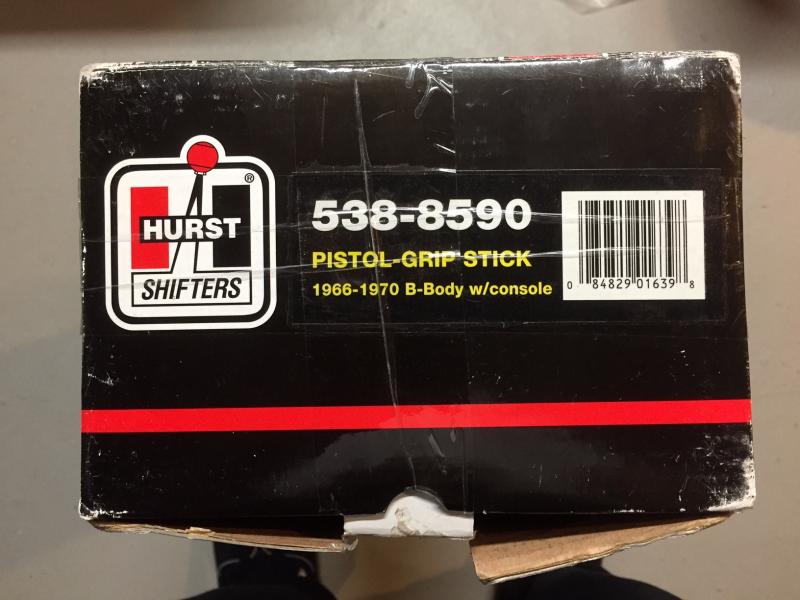 HURST
®
SHIFTERS
538-8590
PISTOL-GRIP STICK
1966-1970 B-Body w/console
0 84829 01639 8